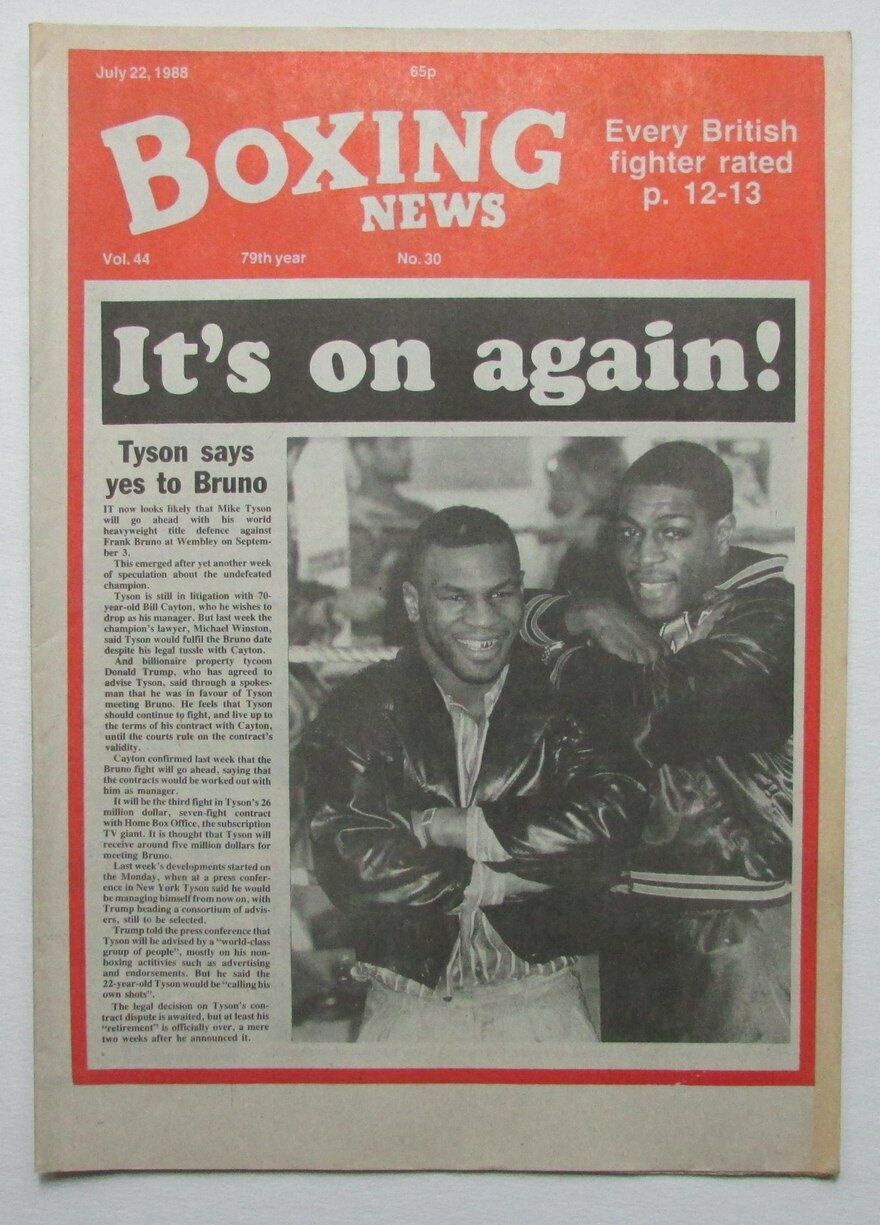 July 22, 1988
65p
BOXING
NEWS
Every British
fighter rated
p. 12-13
Vol. 44
79th year
No. 30
It's on again!
Tyson says
yes to Bruno
IT now looks likely that Mike Tyson
will go ahead with his world
heavyweight title defence against
Frank Bruno at Wembley on Septem-
ber 3.
This emerged after yet another week
of speculation about the undefeated
champion.
Tyson is still in litigation with 70-
year-old Bill Cayton, who he wishes to
drop as his manager. But last week the
champion's lawyer, Michael Winston,
said Tyson would fulfil the Bruno date
despite his legal tussle with Cayton.
And billionaire property tycoon
Donald Trump, who has agreed to
advise Tyson, said through a spokes-
man that he was in favour of Tyson
meeting Bruno. He feels that Tyson
should continue to fight, and live up to
the terms of his contract with Cayton,
until the courts rule on the contract's
validity.
Cayton confirmed last week that the
Bruno fight will go ahead, saying that
the contracts would be worked out with
him as manager.
It will be the third fight in Tyson's 26
million dollar, seven-fight contract
with Home Box Office, the subscription
TV giant. It is thought that Tyson will
receive around five million dollars for
meeting Bruno.
Last week's developments started on
the Monday, when at a press confer-
ence in New York Tyson said he would
be managing himself from now on, with
Trump heading a consortium of advis-
ers, still to be selected.
Trump told the press conference that
Tyson will be advised by a "world-class
group of people", mostly on his non-
boxing actitivies such as advertising
and endorsements. But he said the
22-year-old Tyson would be "calling his
own shots".
The legal decision on Tyson's con-
tract dispute is awaited, but at least his
"retirement" is officially over, a mere
two weeks after he announced it.